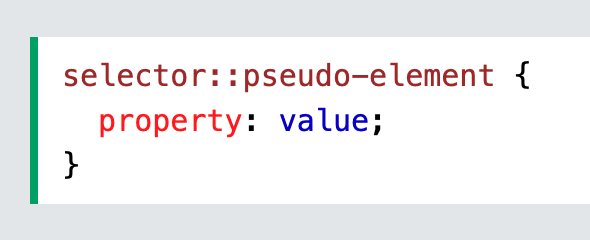 selector::pseudo-element {
  property: value;
}